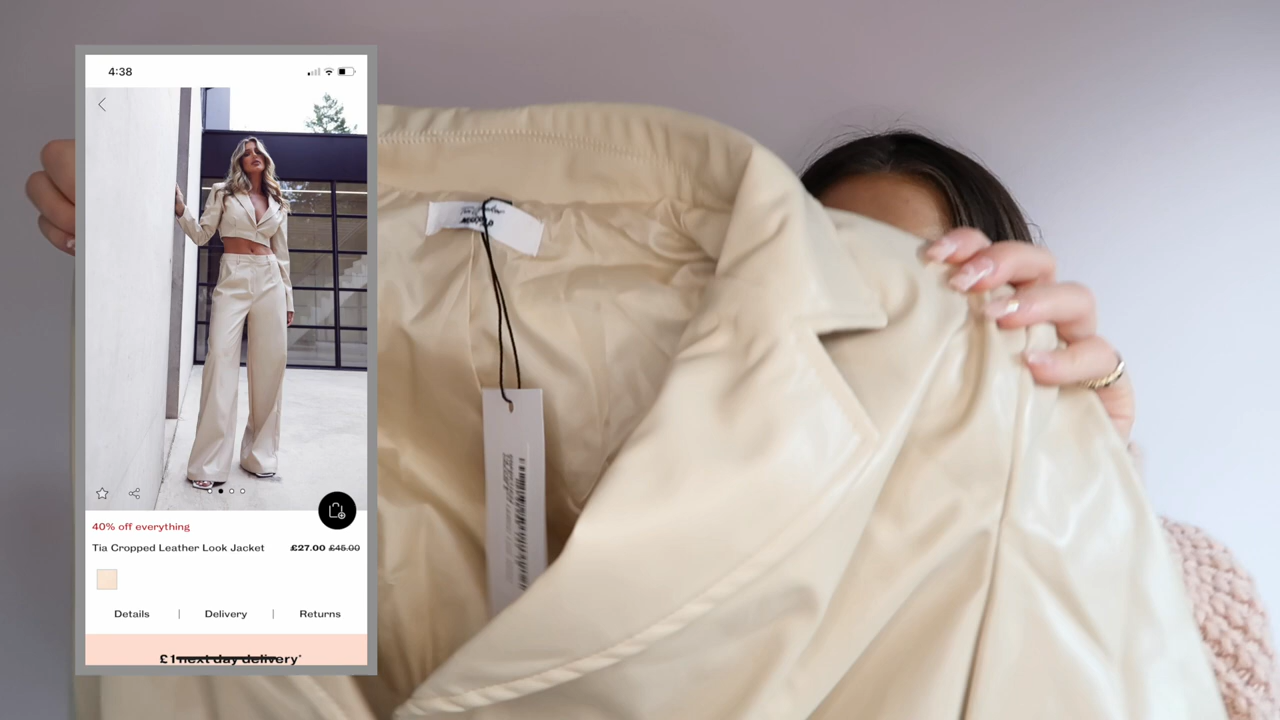 4:38
40% off everything
Tia Cropped Leather Look Jacket £27.00 £45.00
Details | Delivery | Returns
£1 next day delivery*